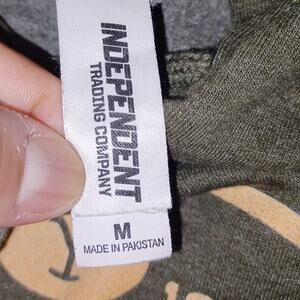 INDEPENDENT
TRADING COMPANY
M
MADE IN PAKISTAN